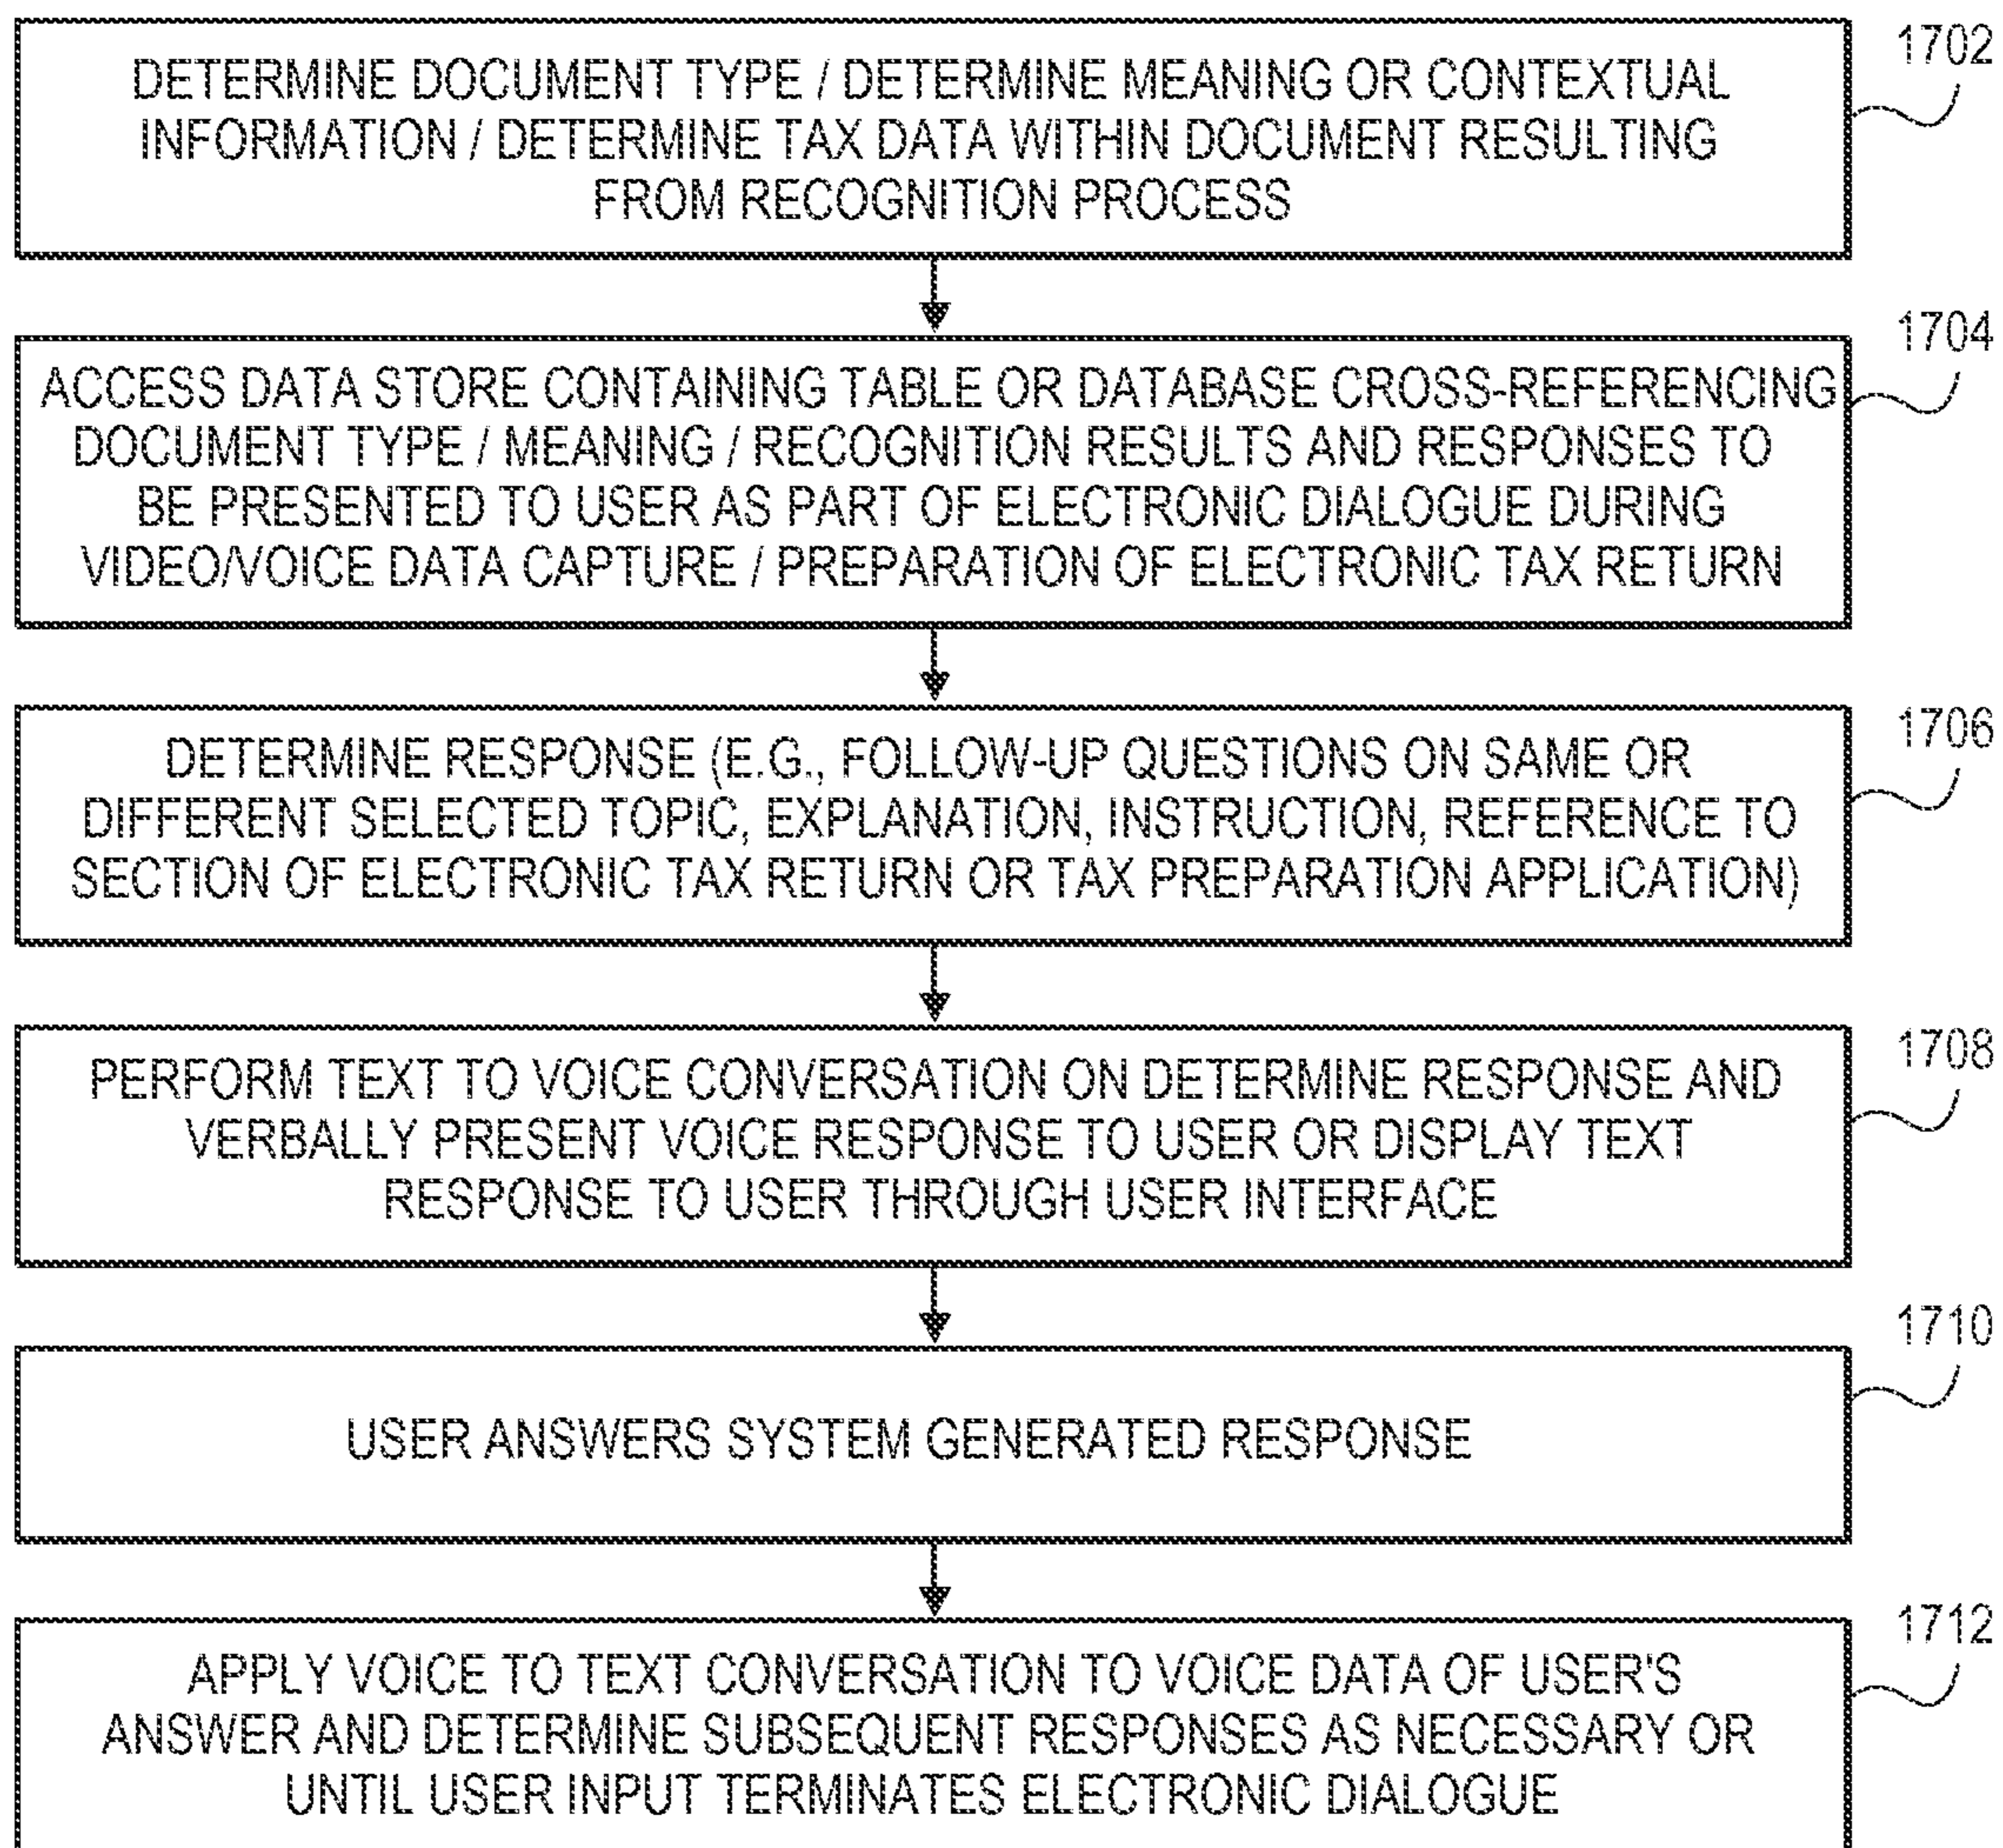 1702
DETERMINE DOCUMENT TYPE / DETERMINE MEANING OR CONTEXTUAL
INFORMATION / DETERMINE TAX DATA WITHIN DOCUMENT RESULTING
FROM RECOGNITION PROCESS
1704
ACCESS DATA STORE CONTAINING TABLE OR DATABASE CROSS-REFERENCING
DOCUMENT TYPE / MEANING / RECOGNITION RESULTS AND RESPONSES TO
BE PRESENTED TO USER AS PART OF ELECTRONIC DIALOGUE DURING
VIDEO/VOICE DATA CAPTURE / PREPARATION OF ELECTRONIC TAX RETURN
1706
DETERMINE RESPONSE (E.G., FOLLOW-UP QUESTIONS ON SAME OR
DIFFERENT SELECTED TOPIC, EXPLANATION, INSTRUCTION, REFERENCE TO
SECTION OF ELECTRONIC TAX RETURN OR TAX PREPARATION APPLICATION)
1708
PERFORM TEXT TO VOICE CONVERSATION ON DETERMINE RESPONSE AND
VERBALLY PRESENT VOICE RESPONSE TO USER OR DISPLAY TEXT
RESPONSE TO USER THROUGH USER INTERFACE
1710
USER ANSWERS SYSTEM GENERATED RESPONSE
1712
APPLY VOICE TO TEXT CONVERSATION TO VOICE DATA OF USER'S
ANSWER AND DETERMINE SUBSEQUENT RESPONSES AS NECESSARY OR
UNTIL USER INPUT TERMINATES ELECTRONIC DIALOGUE